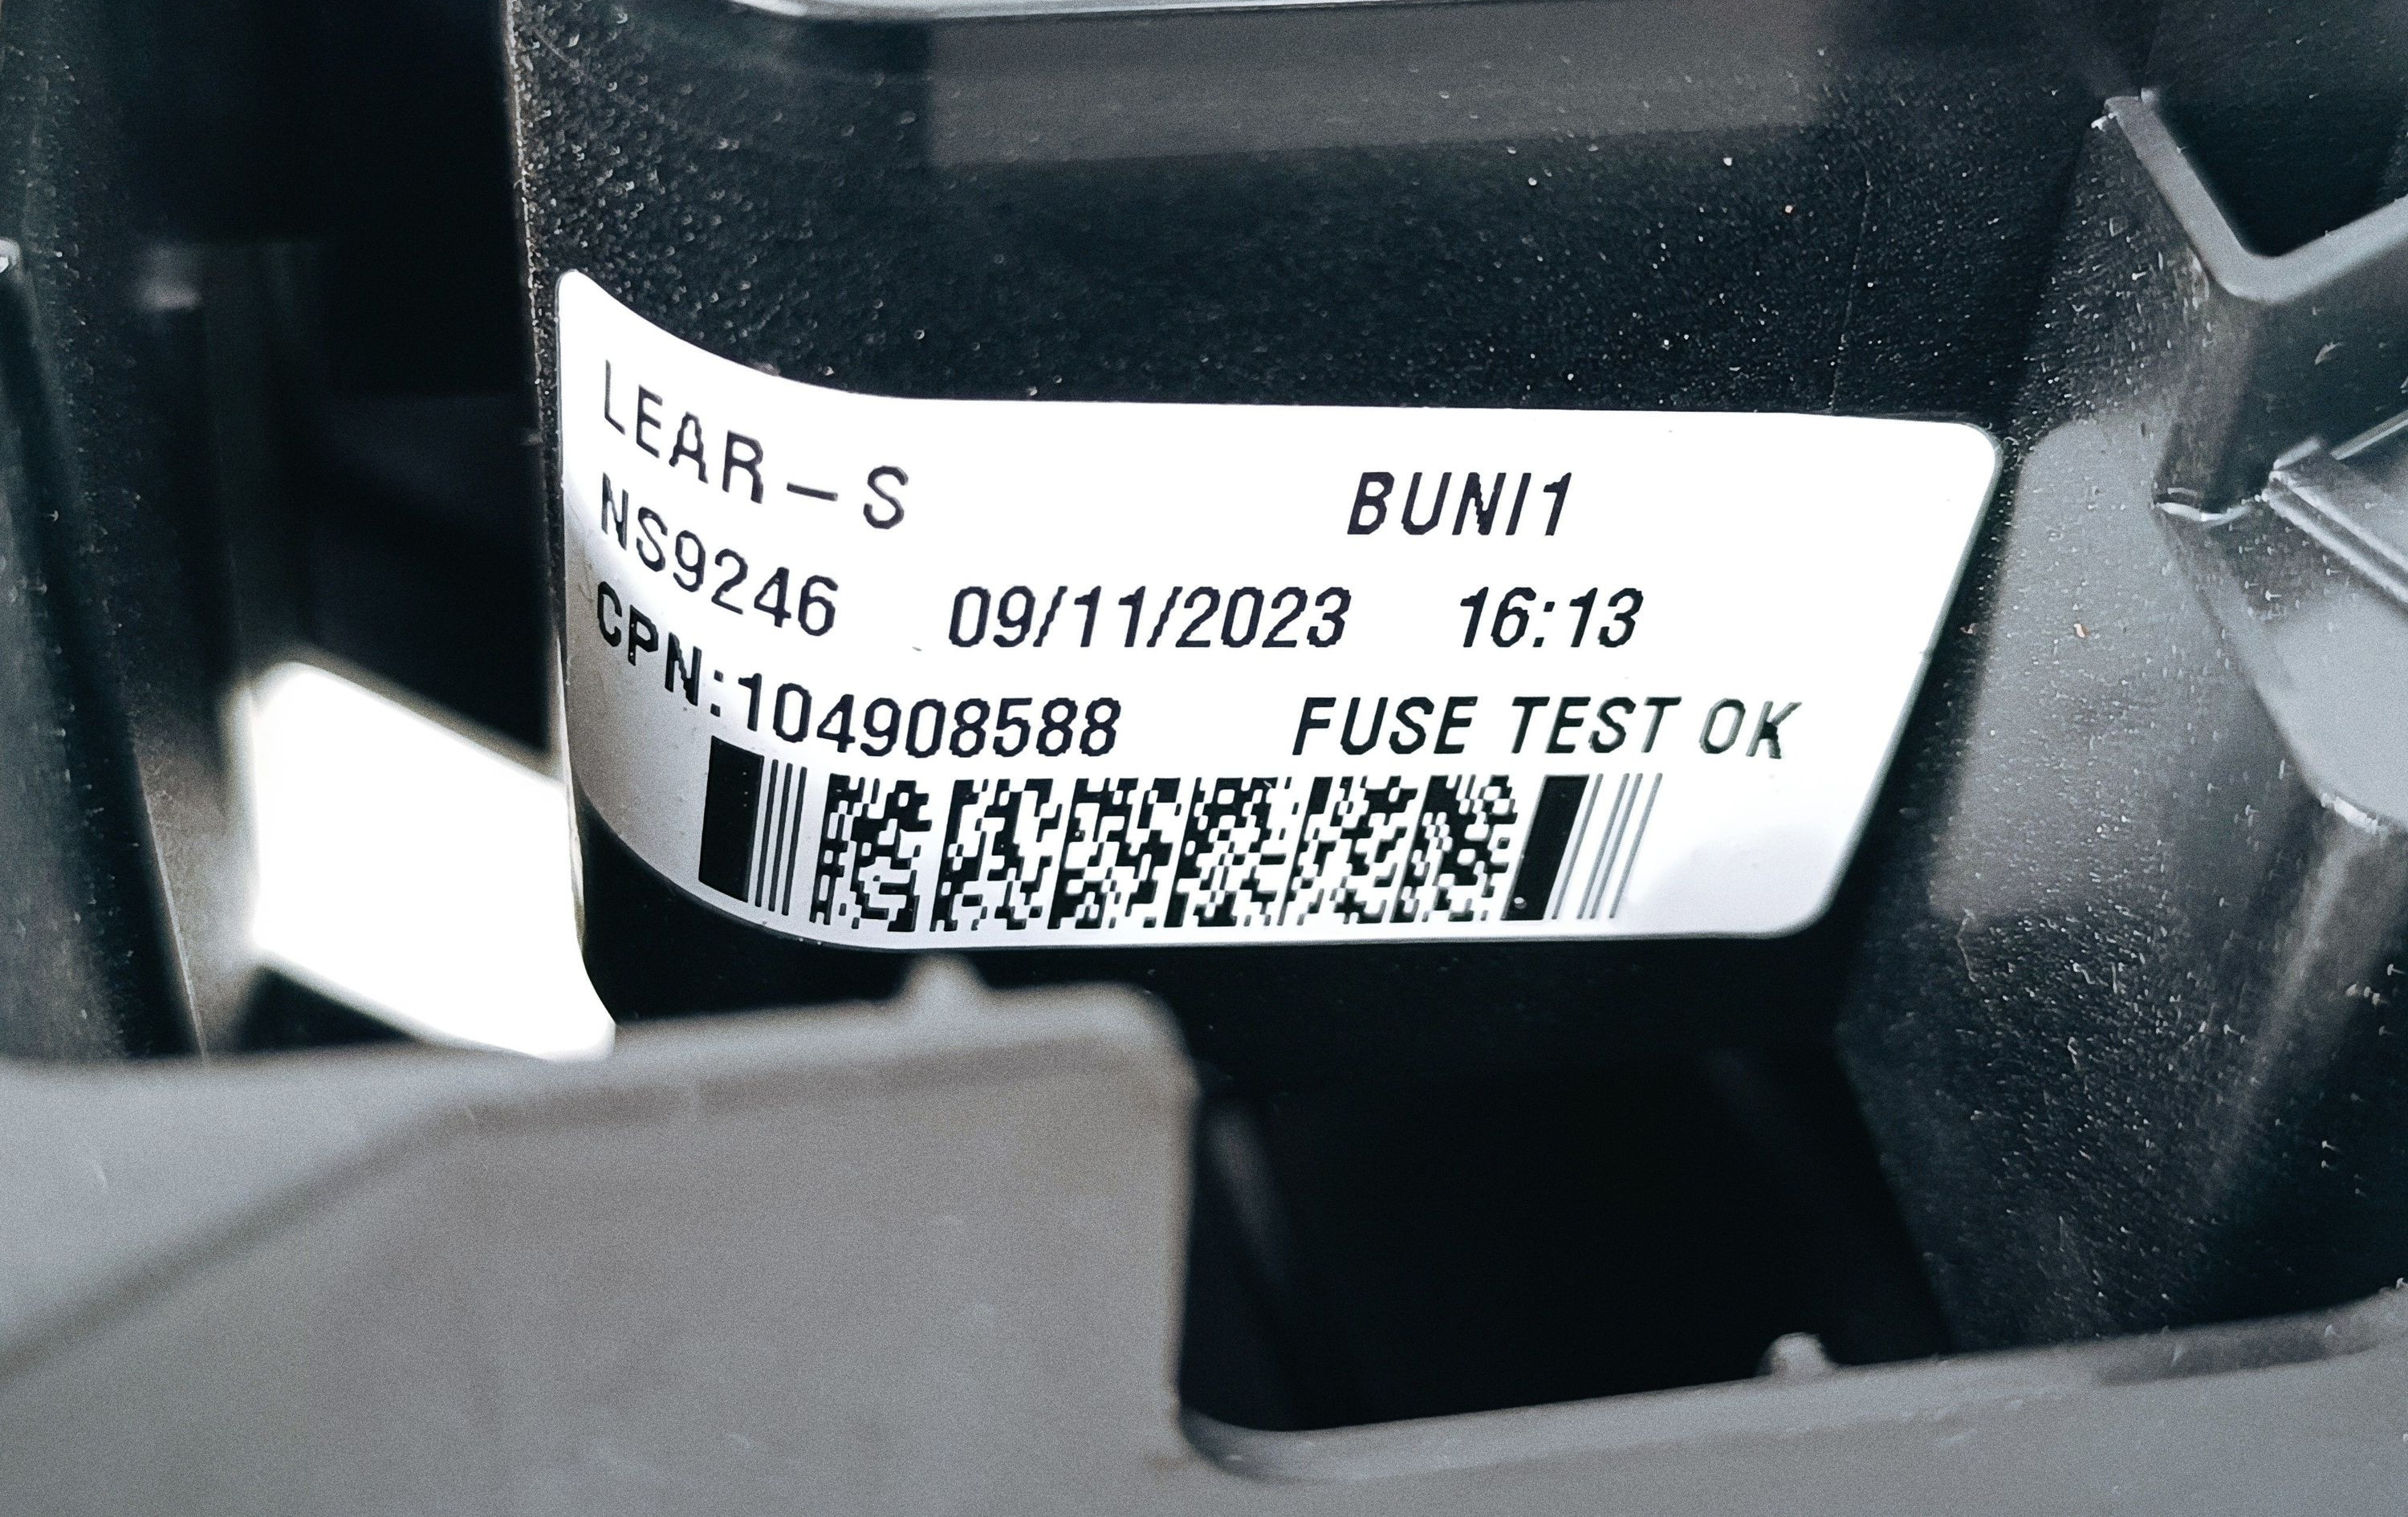 LEAR-S BUNI1
NS9246 09/11/2023 16:13
CPN:104908588 FUSE TEST OK